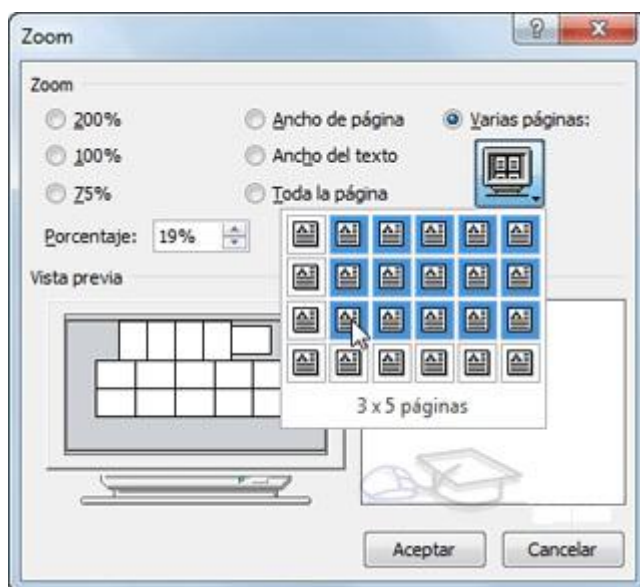 Zoom
Zoom
200%
Ancho de página
Varias páginas:
100%
Ancho del texto
75%
Toda la página
Porcentaje: 19%
Vista previa
3 x 5 páginas
Aceptar
Cancelar